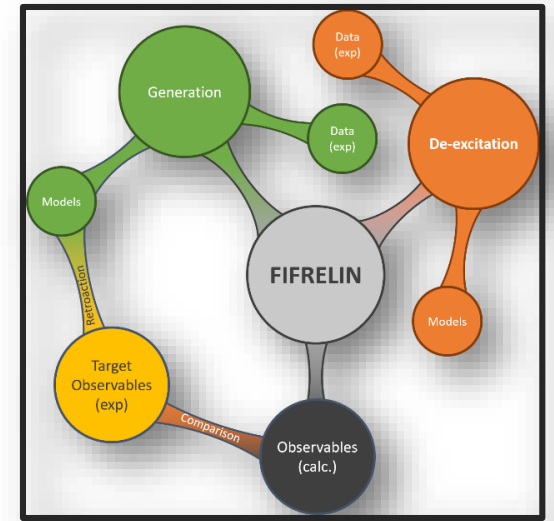 Data
(exp)
Generation
Data
(exp)
De-excitation
Models
FIFRELIN
Retroaction
Models
Target
Observables
(exp)
Comparison
Observables
(calc.)